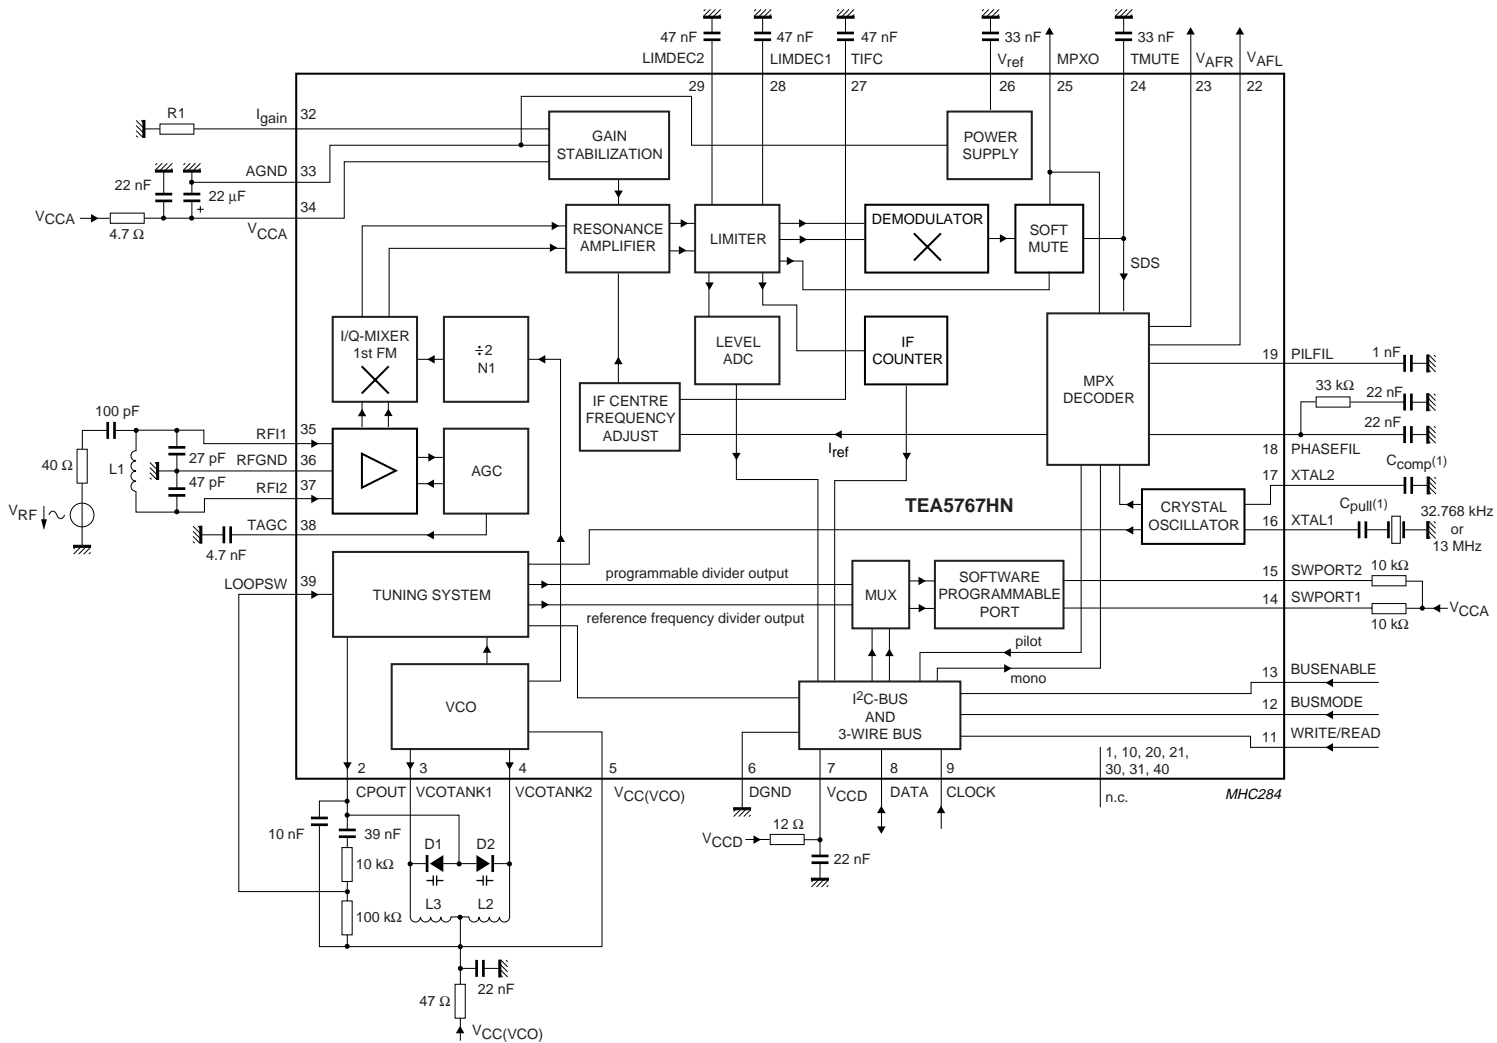 47 nF
47 nF
47 nF
33 nF
33 nF
LIMDEC2
LIMDEC1
TIFC
Vref
MPXO
TMUTE
VAFR
VAFL
29
28
27
26
25
24
23
22
R1
Igain
32
GAIN
STABILIZATION
POWER
SUPPLY
AGND
33
22 nF
22 μF
+
VCCA
4.7 Ω
34
VCCA
RESONANCE
AMPLIFIER
LIMITER
DEMODULATOR
SOFT
MUTE
SDS
I/Q-MIXER
1st FM
÷2
N1
LEVEL
ADC
IF
COUNTER
MPX
DECODER
19
PILFIL
1 nF
33 kΩ
22 nF
22 nF
18
PHASEFIL
IF CENTRE
FREQUENCY
ADJUST
Iref
100 pF
40 Ω
L1
27 pF
47 pF
VRF
RFI1
35
RFGND
36
RFI2
37
TAGC
38
4.7 nF
AGC
TEA5767HN
CRYSTAL
OSCILLATOR
17
XTAL2
Ccomp(1)
16
XTAL1
Cpull(1)
32.768 kHz
or
13 MHz
LOOPSW
39
TUNING SYSTEM
programmable divider output
reference frequency divider output
MUX
SOFTWARE
PROGRAMMABLE
PORT
15
SWPORT2
10 kΩ
14
SWPORT1
10 kΩ
VCCA
pilot
mono
VCO
I2C-BUS
AND
3-WIRE BUS
13
BUSENABLE
12
BUSMODE
11
WRITE/READ
1, 10, 20, 21,
30, 31, 40
n.c.
MHC284
2
3
4
5
6
7
8
9
CPOUT
VCOTANK1
VCOTANK2
VCC(VCO)
DGND
VCCD
DATA
CLOCK
10 nF
39 nF
10 kΩ
100 kΩ
D1
D2
L3
L2
VCCD
12 Ω
22 nF
22 nF
47 Ω
VCC(VCO)